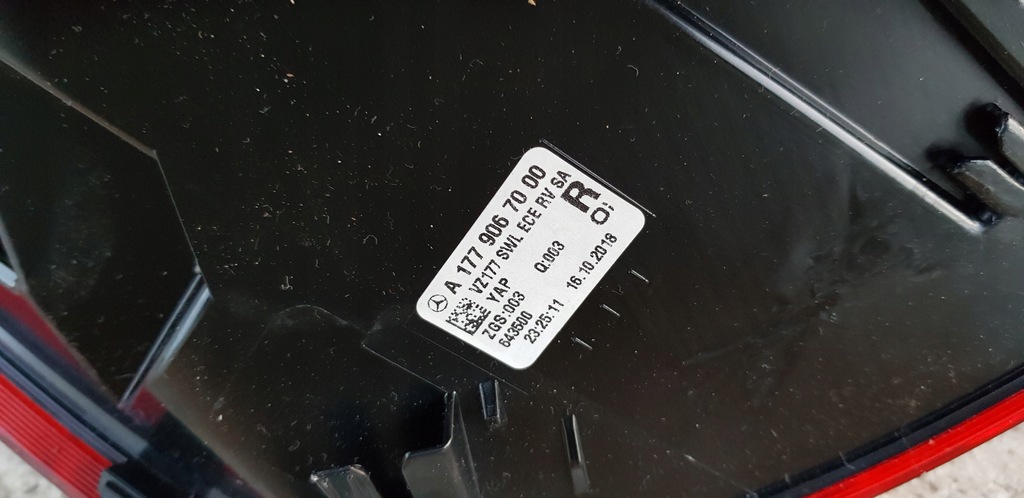 A 177 906 70 00
VZ177 SWL ECE RV SA
YAP Q:003
R
ZGS:003
643500
23:25:11 16.10.2018